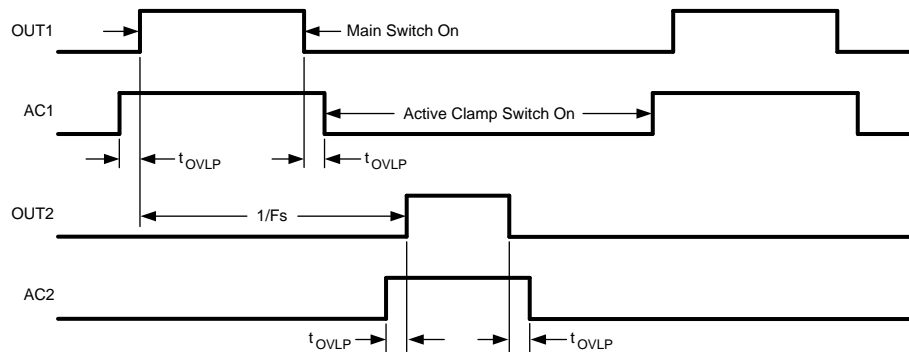 OUT1
Main Switch On
AC1
Active Clamp Switch On
tOVLP
tOVLP
OUT2
1/Fs
AC2
tOVLP
tOVLP